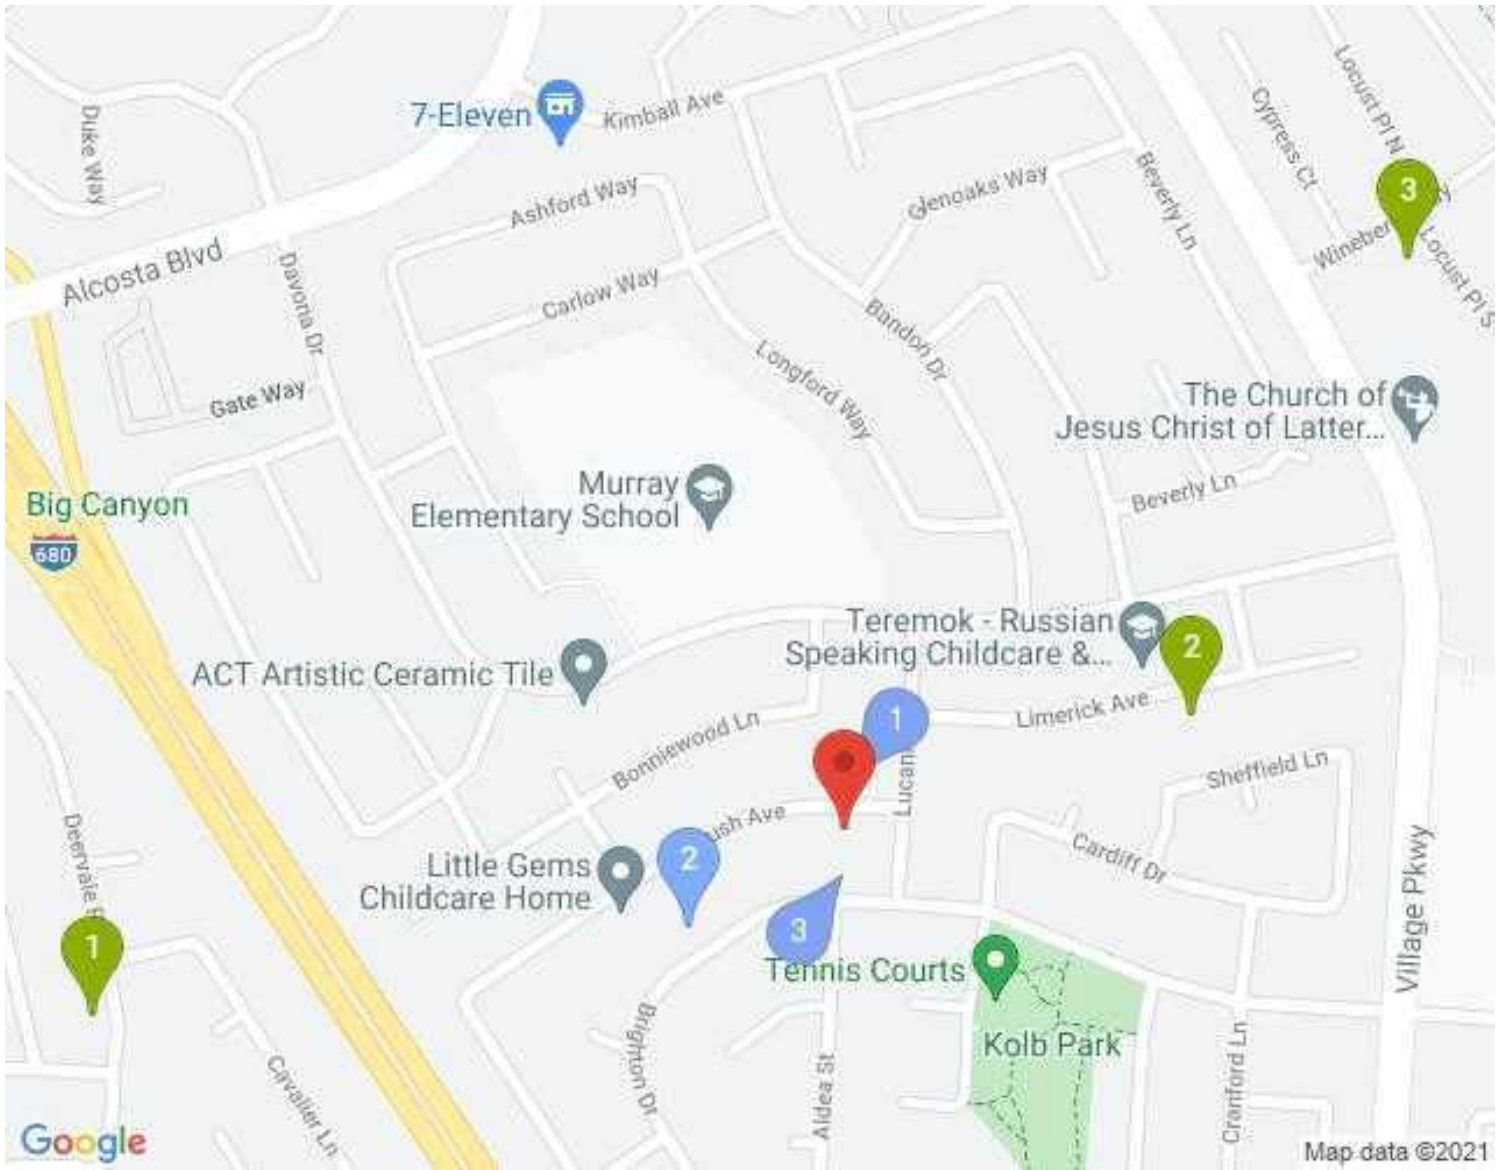 Locust Pl N
Cypress Ct
Duke Way
7-Eleven
Kimball Ave
Beverly Ln
3
Glenoaks Way
Ashford Way
Alcosta Blvd
Davona Dr
Carlow Way
Locust Pl S
Bandon Dr
Longford Way
Gate Way
The Church of
Jesus Christ of Latter...
Murray
Elementary School
Beverly Ln
Big Canyon
680
Teremok - Russian
Speaking Childcare &...
2
ACT Artistic Ceramic Tile
Limerick Ave
1
Bonniewood Ln
Sheffield Ln
Ave
Cardiff Dr
Little Gems
Childcare Home
2
Deervale
Village Pkwy
1
3
Tennis Courts
Kolb Park
Brighton Dr
Aldea St
Cranford Ln
Cavalier Ln
Google
Map data ©2021